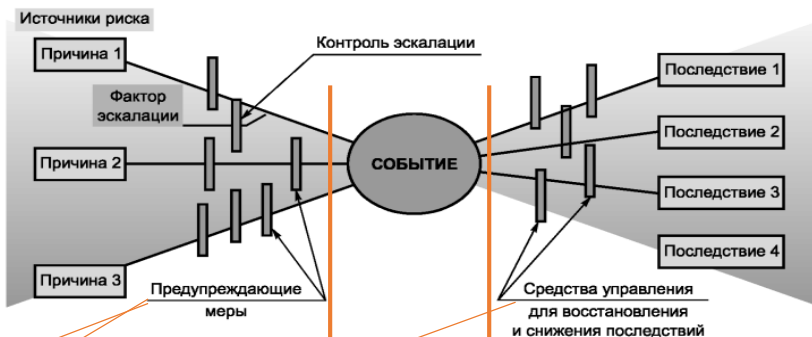 Источники риска
Причина 1
Контроль эскалации
Фактор
эскалации
Причина 2
Причина 3
СОБЫТИЕ
Последствие 1
Последствие 2
Последствие 3
Последствие 4
Предупреждающие
меры
Средства управления
для восстановления
и снижения последствий